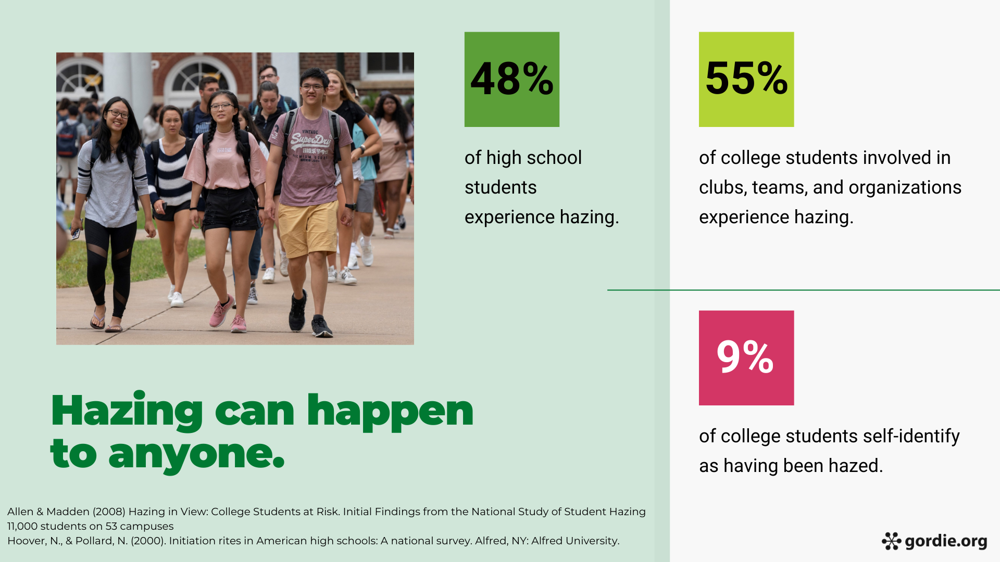 VINTAGE
SuperDry
PREMIUM GOODS
48%
of high school
students
experience hazing.
55%
of college students involved in
clubs, teams, and organizations
experience hazing.
9%
of college students self-identify
as having been hazed.
Hazing can happen
to anyone.
Allen & Madden (2008) Hazing in View: College Students at Risk. Initial Findings from the National Study of Student Hazing
11,000 students on 53 campuses
Hoover, N., & Pollard, N. (2000). Initiation rites in American high schools: A national survey. Alfred, NY: Alfred University.
gordie.org